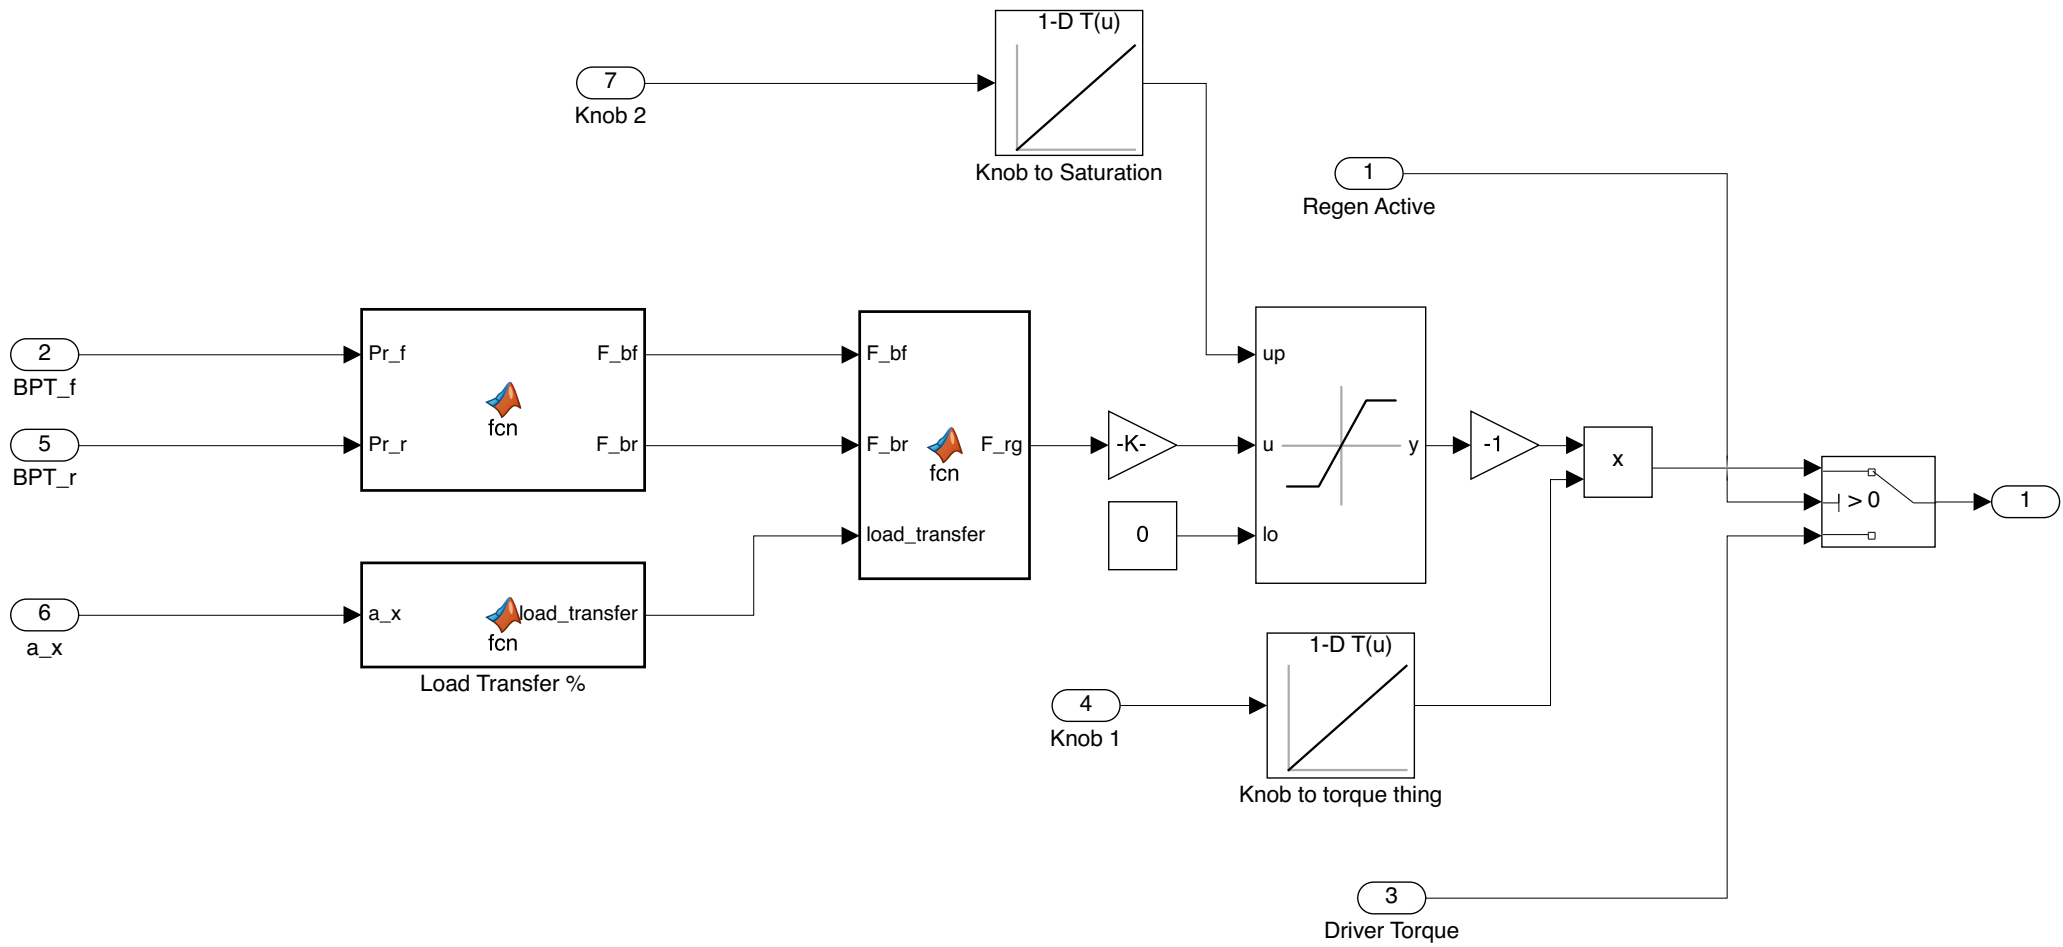 1-D T(u)
7
Knob 2
Knob to Saturation
1
Regen Active
2
BPT_f
Pr_f
F_bf
F_bf
up
5
BPT_r
Pr_r
fcn
F_br
F_br
fcn
F_rg
-K-
u
y
-1
x
> 0
1
0
lo
load_transfer
6
a_x
a_x
fcn
load_transfer
Load Transfer %
1-D T(u)
4
Knob 1
Knob to torque thing
3
Driver Torque